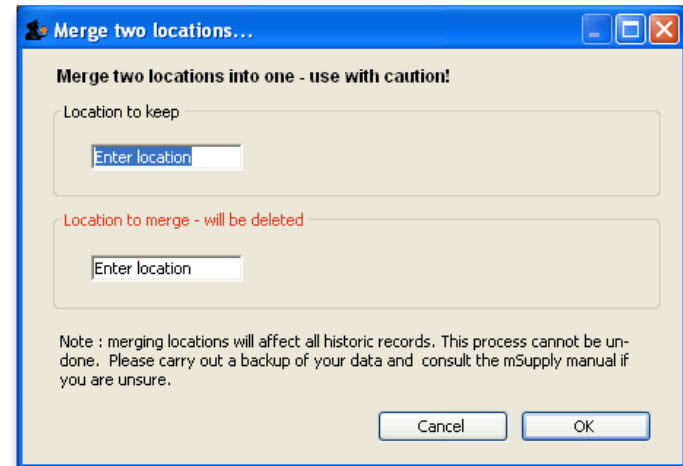 Merge two locations...
Merge two locations into one - use with caution!
Location to keep
Enter location
Location to merge - will be deleted
Enter location
Note : merging locations will affect all historic records. This process cannot be un-
done.  Please carry out a backup of your data and  consult the mSupply manual if
you are unsure.
Cancel
OK